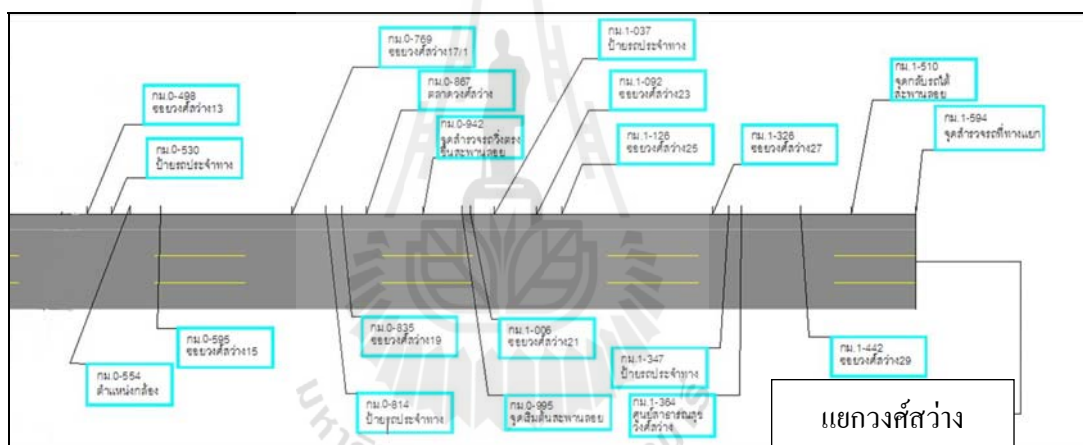 กม.0-769
ซอยวงศ์สว่าง17/1
กม.1-037
ป้ายรถประจำทาง
กม.0-498
ซอยวงศ์สว่าง13
กม.0-867
ตลาดวงศ์สว่าง
กม.1-092
ซอยวงศ์สว่าง23
กม.1-510
จุดกลับรถใต้
สะพานลอย
กม.0-530
ป้ายรถประจำทาง
กม.0-942
จุดสำรวจรถวิ่งตรง
ขึ้นสะพานลอย
กม.1-126
ซอยวงศ์สว่าง25
กม.1-326
ซอยวงศ์สว่าง27
กม.1-594
จุดสำรวจรถที่ทางแยก
กม.0-595
ซอยวงศ์สว่าง15
กม.0-835
ซอยวงศ์สว่าง19
กม.1-006
ซอยวงศ์สว่าง21
กม.1-347
ป้ายรถประจำทาง
กม.1-442
ซอยวงศ์สว่าง29
กม.0-554
ตำแหน่งกล้อง
กม.0-814
ป้ายรถประจำทาง
กม.0-995
จุดเริ่มต้นสะพานลอย
กม.1-364
ศูนย์สาธารณสุข
วงศ์สว่าง
แยกวงศ์สว่าง